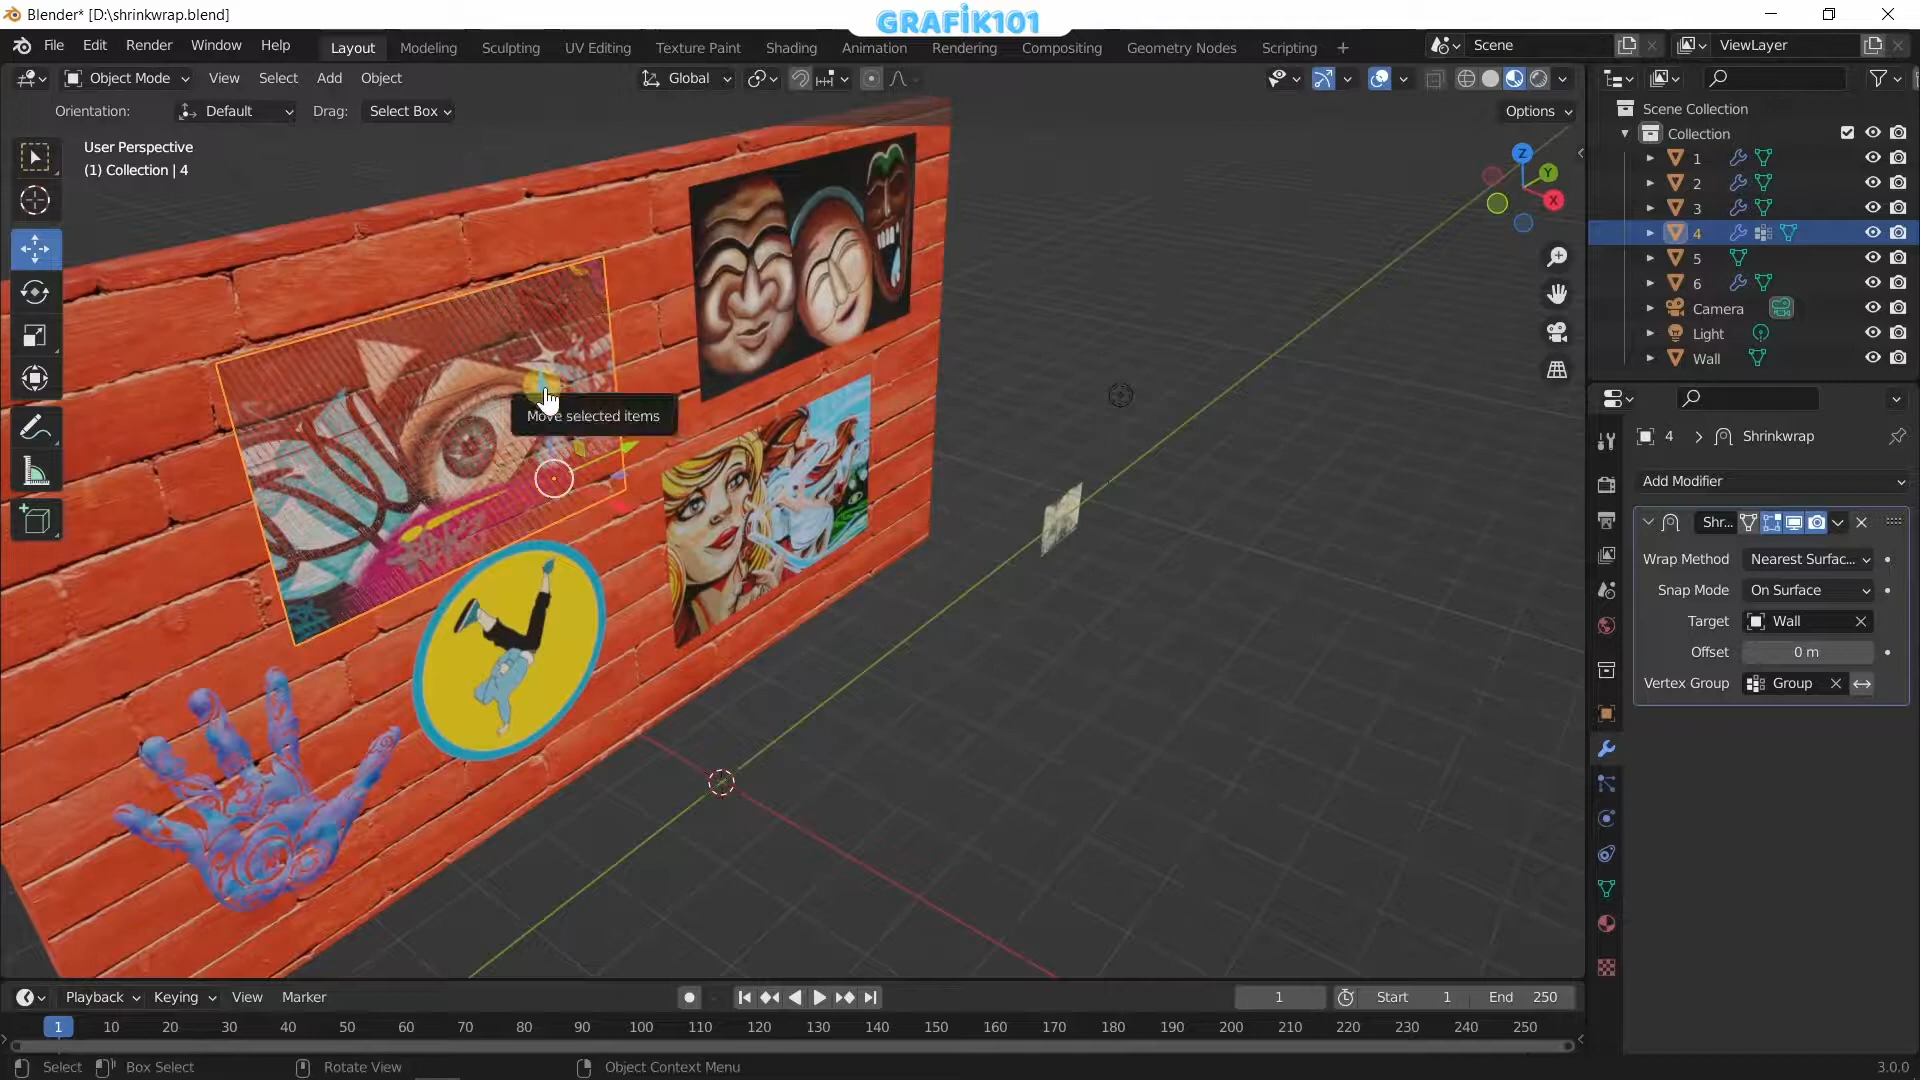 Blender* [D:\shrinkwrap.blend]
GRAFİK101
File Edit Render Window Help
Layout Modeling Sculpting UV Editing Texture Paint Shading Animation Rendering Compositing Geometry Nodes Scripting +
Scene
ViewLayer
Object Mode View Select Add Object
Global
Orientation: Default Drag: Select Box
Options
User Perspective
(1) Collection | 4
Z
Y
X
Move selected items
Scene Collection
Collection
1
2
3
4
5
6
Camera
Light
Wall
4 > Shrinkwrap
Add Modifier
Shr...
Wrap Method Nearest Surfac...
Snap Mode On Surface
Target Wall
Offset 0 m
Vertex Group Group
Playback Keying View Marker
1 Start 1 End 250
1 10 20 30 40 50 60 70 80 90 100 110 120 130 140 150 160 170 180 190 200 210 220 230 240 250
Select Box Select Rotate View Object Context Menu
3.0.0